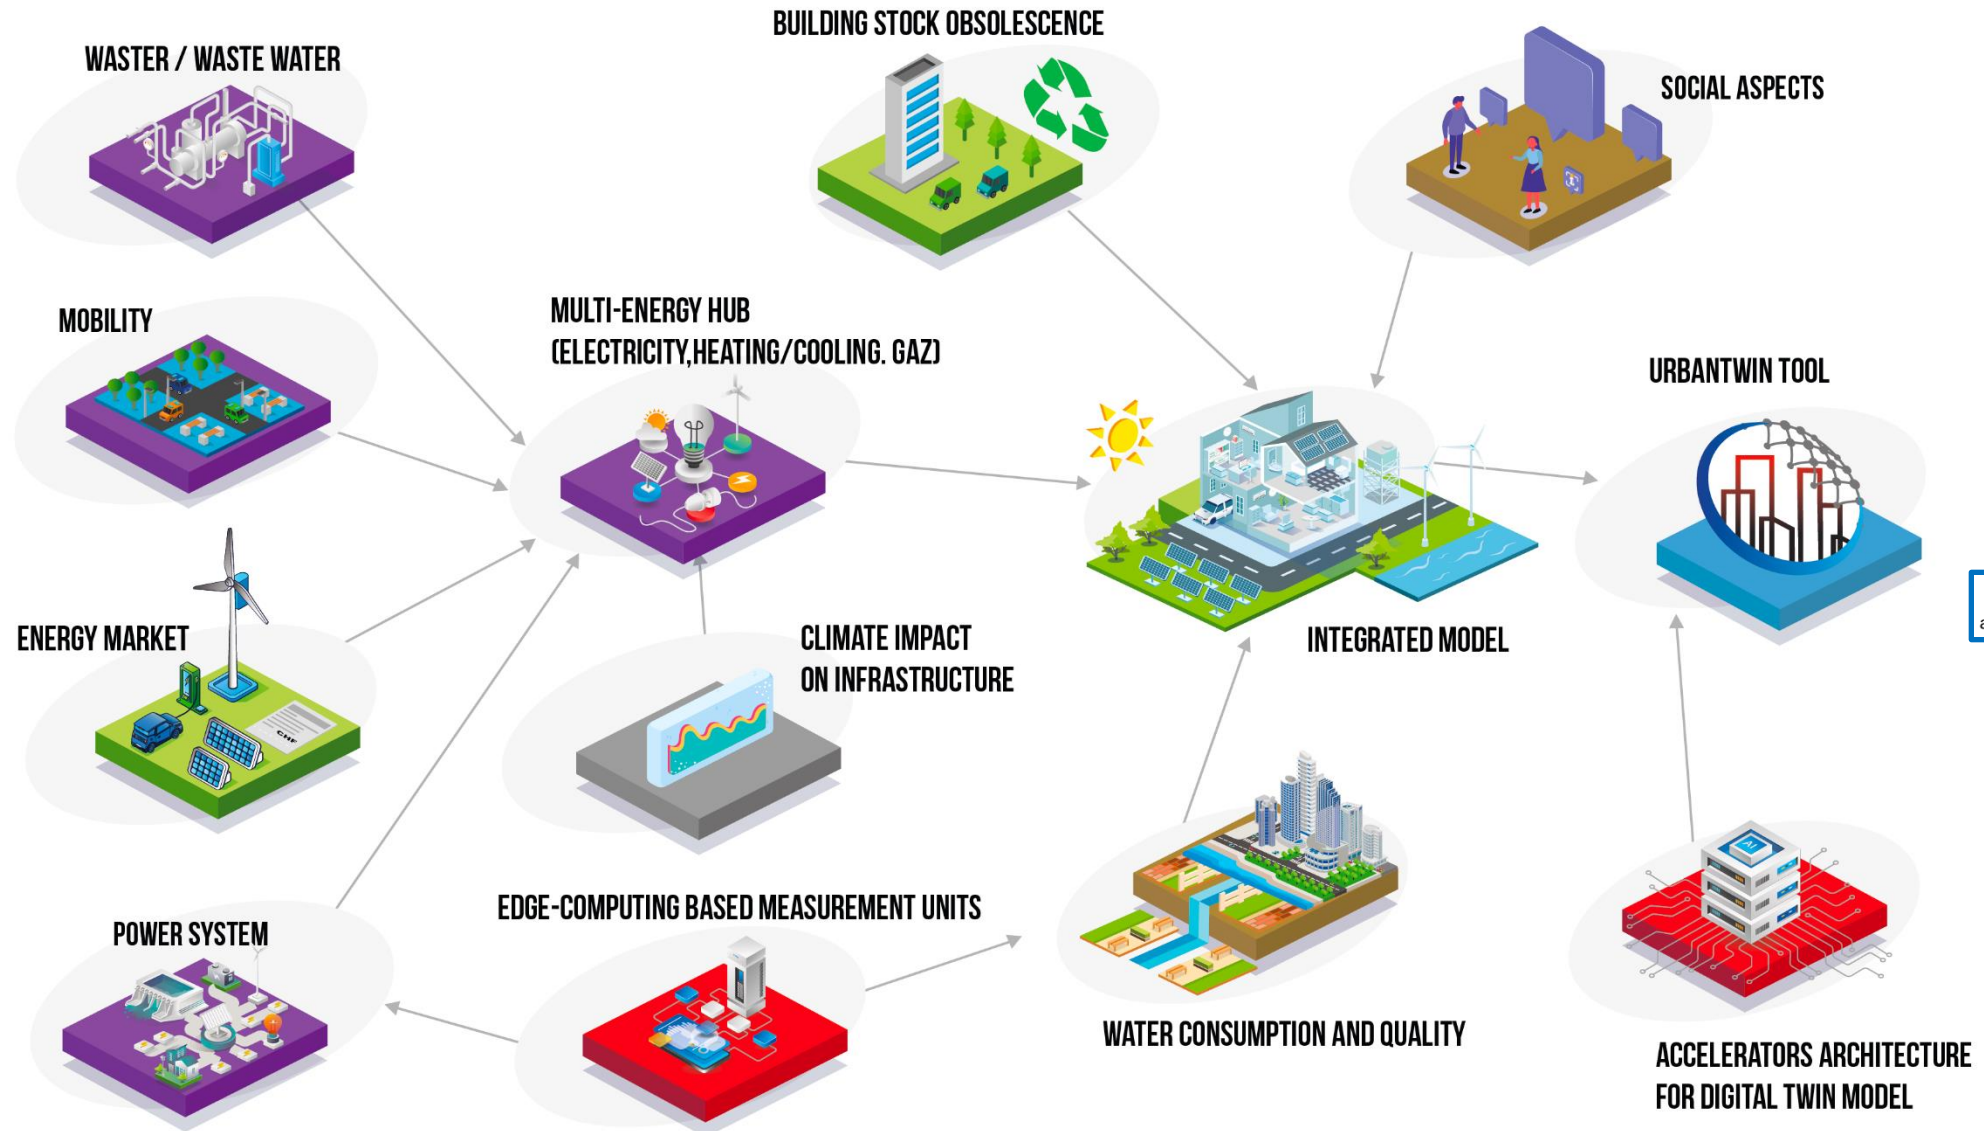 BUILDING STOCK OBSOLESCENCE
WASTER / WASTE WATER
SOCIAL ASPECTS
MOBILITY
MULTI-ENERGY HUB
(ELECTRICITY,HEATING/COOLING. GAZ)
URBANTWIN TOOL
ENERGY MARKET
CHF
CLIMATE IMPACT
ON INFRASTRUCTURE
INTEGRATED MODEL
a
EDGE-COMPUTING BASED MEASUREMENT UNITS
POWER SYSTEM
AI
WATER CONSUMPTION AND QUALITY
ACCELERATORS ARCHITECTURE
FOR DIGITAL TWIN MODEL